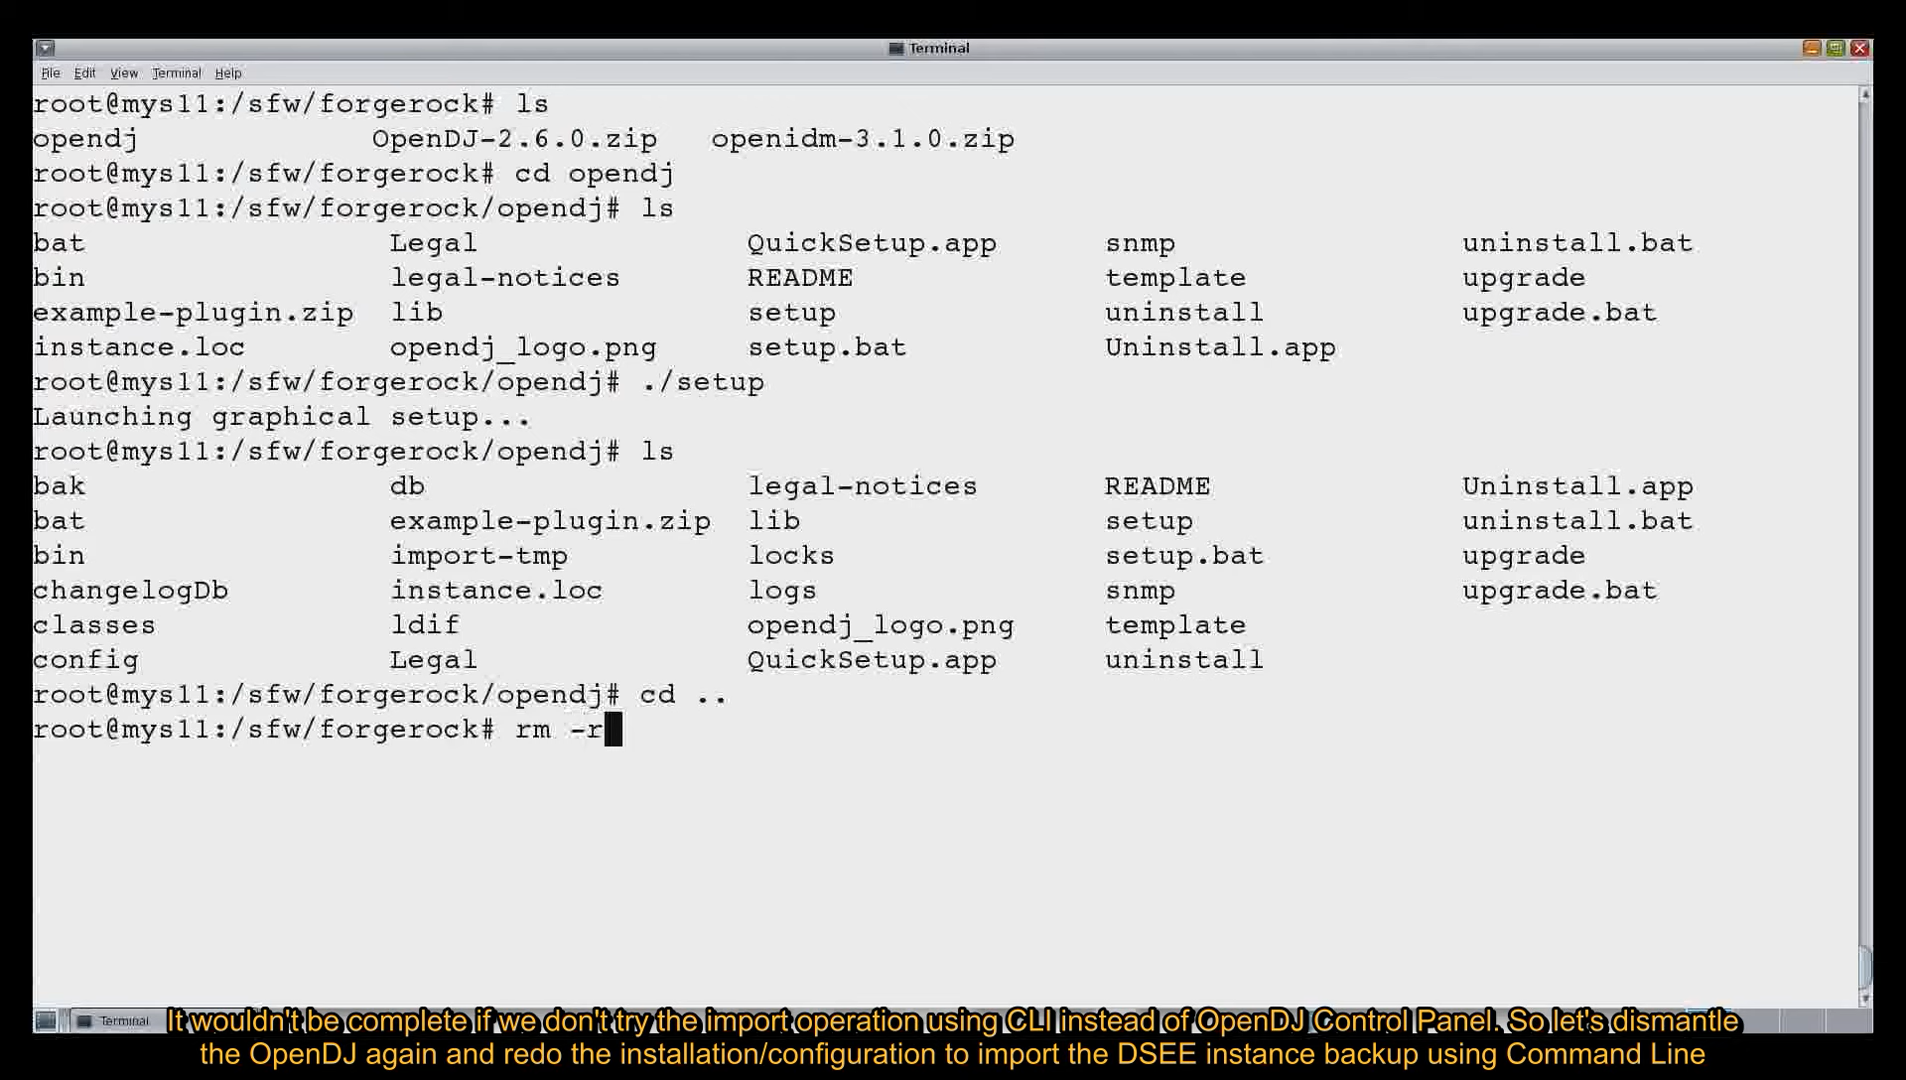 Terminal
File Edit View Terminal Help
root@mys11:/sfw/forgerock# ls
opendj OpenDJ-2.6.0.zip openidm-3.1.0.zip
root@mys11:/sfw/forgerock# cd opendj
root@mys11:/sfw/forgerock/opendj# ls
bat Legal QuickSetup.app snmp uninstall.bat
bin legal-notices README template upgrade
example-plugin.zip lib setup uninstall upgrade.bat
instance.loc opendj_logo.png setup.bat Uninstall.app
root@mys11:/sfw/forgerock/opendj# ./setup
Launching graphical setup...
root@mys11:/sfw/forgerock/opendj# ls
bak db legal-notices README Uninstall.app
bat example-plugin.zip lib setup uninstall.bat
bin import-tmp locks setup.bat upgrade
changelogDb instance.loc logs snmp upgrade.bat
classes ldif opendj_logo.png template
config Legal QuickSetup.app uninstall
root@mys11:/sfw/forgerock/opendj# cd ..
root@mys11:/sfw/forgerock# rm -r
Terminal
It wouldn't be complete if we don't try the import operation using CLI instead of OpenDJ Control Panel. So let's dismantle
the OpenDJ again and redo the installation/configuration to import the DSEE instance backup using Command Line